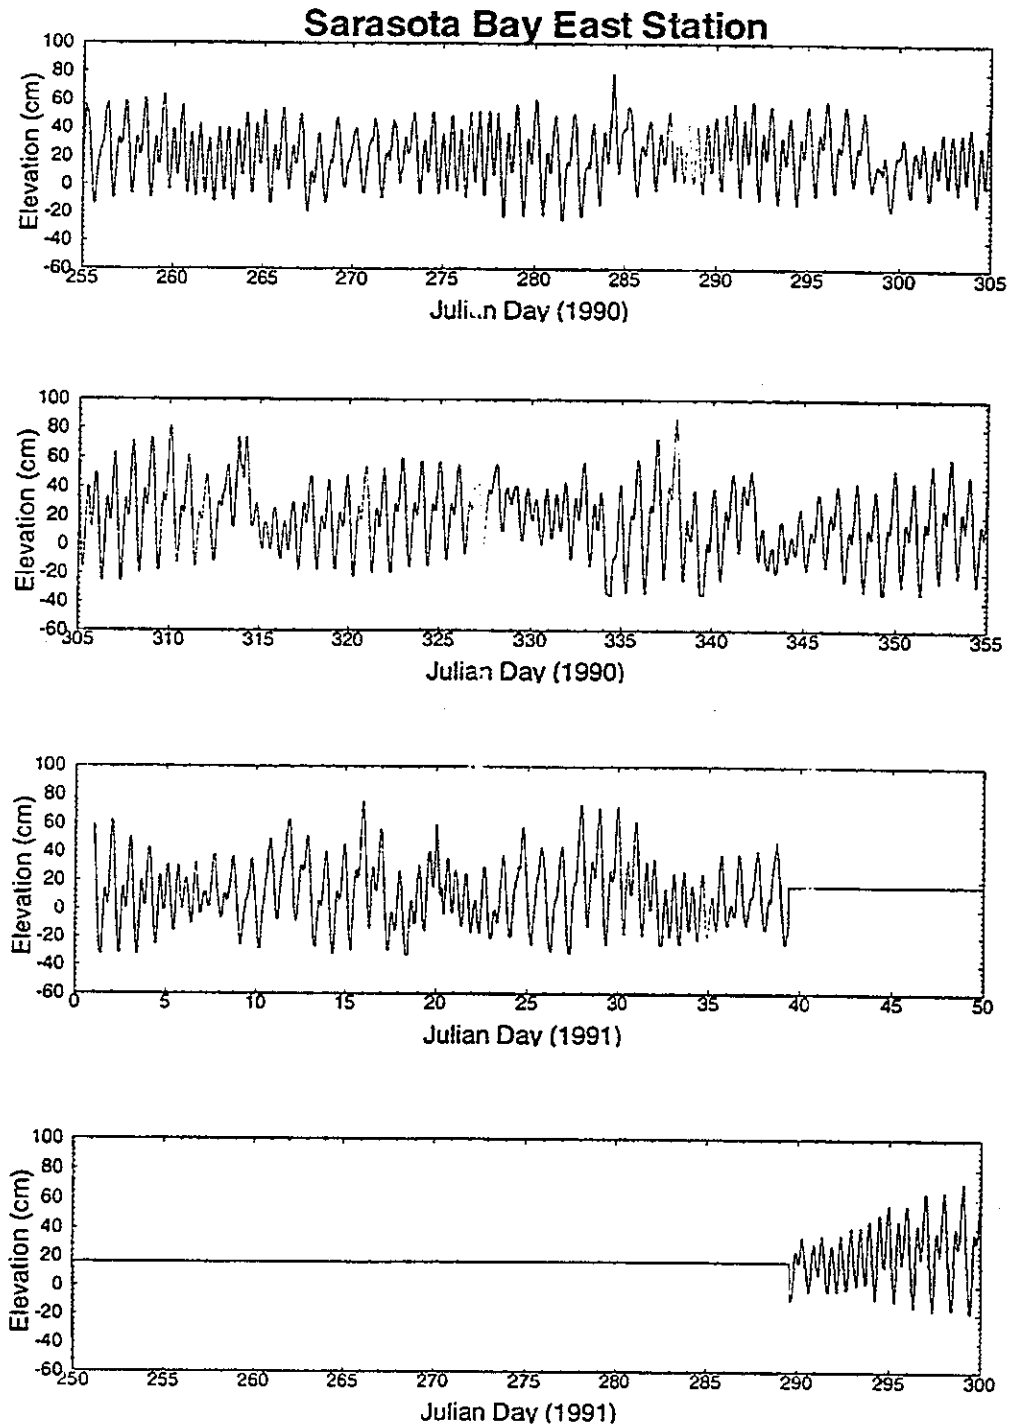 Sarasota Bay East Station
Elevation (cm)
100
80
60
40
20
0
-20
-40
-60
255 260 265 270 275 280 285 290 295 300 305
Julian Day (1990)
Elevation (cm)
100
80
60
40
20
0
-20
-40
-60
305 310 315 320 325 330 335 340 345 350 355
Julian Day (1990)
Elevation (cm)
100
80
60
40
20
0
-20
-40
-60
0 5 10 15 20 25 30 35 40 45 50
Julian Day (1991)
Elevation (cm)
100
80
60
40
20
0
-20
-40
-60
250 255 260 265 270 275 280 285 290 295 300
Julian Day (1991)